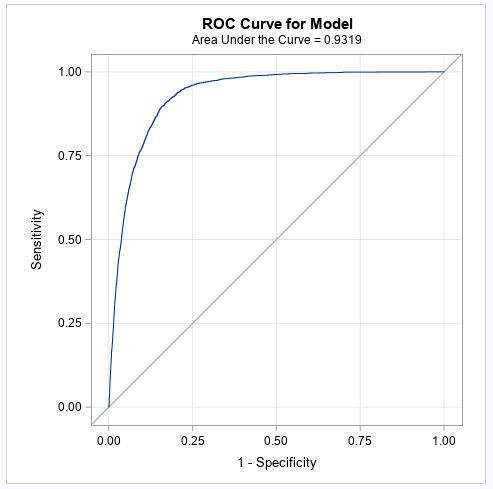 ROC Curve for Model
Area Under the Curve = 0.9319
1.00
0.75
0.50
0.25
0.00
Sensitivity
0.00 0.25 0.50 0.75 1.00
1 - Specificity